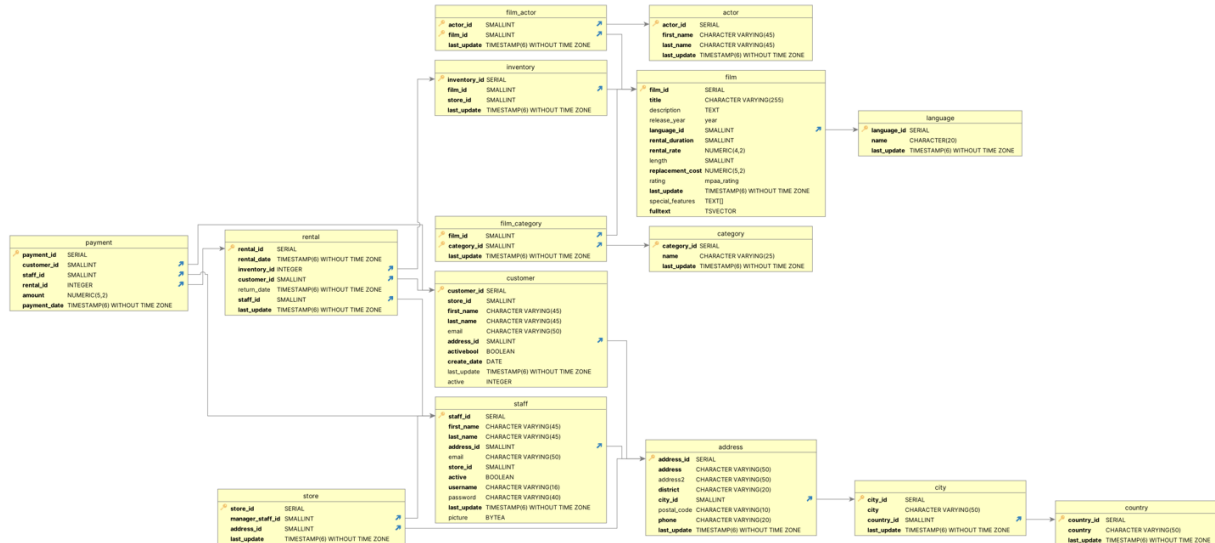 film_actor
actor_id SMALLINT
film_id SMALLINT
last_update TIMESTAMP(6) WITHOUT TIME ZONE
actor
actor_id SERIAL
first_name CHARACTER VARYING(45)
last_name CHARACTER VARYING(45)
last_update TIMESTAMP(6) WITHOUT TIME ZONE
inventory
inventory_id SERIAL
film_id SMALLINT
store_id SMALLINT
last_update TIMESTAMP(6) WITHOUT TIME ZONE
film
film_id SERIAL
title CHARACTER VARYING(255)
description TEXT
release_year year
language_id SMALLINT
rental_duration SMALLINT
rental_rate NUMERIC(4,2)
length SMALLINT
replacement_cost NUMERIC(5,2)
rating mpaa_rating
last_update TIMESTAMP(6) WITHOUT TIME ZONE
special_features TEXT[]
fulltext TSVECTOR
language
language_id SERIAL
name CHARACTER(20)
last_update TIMESTAMP(6) WITHOUT TIME ZONE
film_category
film_id SMALLINT
category_id SMALLINT
last_update TIMESTAMP(6) WITHOUT TIME ZONE
category
category_id SERIAL
name CHARACTER VARYING(25)
last_update TIMESTAMP(6) WITHOUT TIME ZONE
payment
payment_id SERIAL
customer_id SMALLINT
staff_id SMALLINT
rental_id INTEGER
amount NUMERIC(5,2)
payment_date TIMESTAMP(6) WITHOUT TIME ZONE
rental
rental_id SERIAL
rental_date TIMESTAMP(6) WITHOUT TIME ZONE
inventory_id INTEGER
customer_id SMALLINT
return_date TIMESTAMP(6) WITHOUT TIME ZONE
staff_id SMALLINT
last_update TIMESTAMP(6) WITHOUT TIME ZONE
customer
customer_id SERIAL
store_id SMALLINT
first_name CHARACTER VARYING(45)
last_name CHARACTER VARYING(45)
email CHARACTER VARYING(50)
address_id SMALLINT
activebool BOOLEAN
create_date DATE
last_update TIMESTAMP(6) WITHOUT TIME ZONE
active INTEGER
staff
staff_id SERIAL
first_name CHARACTER VARYING(45)
last_name CHARACTER VARYING(45)
address_id SMALLINT
email CHARACTER VARYING(50)
store_id SMALLINT
active BOOLEAN
username CHARACTER VARYING(16)
password CHARACTER VARYING(40)
last_update TIMESTAMP(6) WITHOUT TIME ZONE
picture BYTEA
store
store_id SERIAL
manager_staff_id SMALLINT
address_id SMALLINT
last_update TIMESTAMP(6) WITHOUT TIME ZONE
address
address_id SERIAL
address CHARACTER VARYING(50)
address2 CHARACTER VARYING(50)
district CHARACTER VARYING(20)
city_id SMALLINT
postal_code CHARACTER VARYING(10)
phone CHARACTER VARYING(20)
last_update TIMESTAMP(6) WITHOUT TIME ZONE
city
city_id SERIAL
city CHARACTER VARYING(50)
country_id SMALLINT
last_update TIMESTAMP(6) WITHOUT TIME ZONE
country
country_id SERIAL
country CHARACTER VARYING(50)
last_update TIMESTAMP(6) WITHOUT TIME ZONE